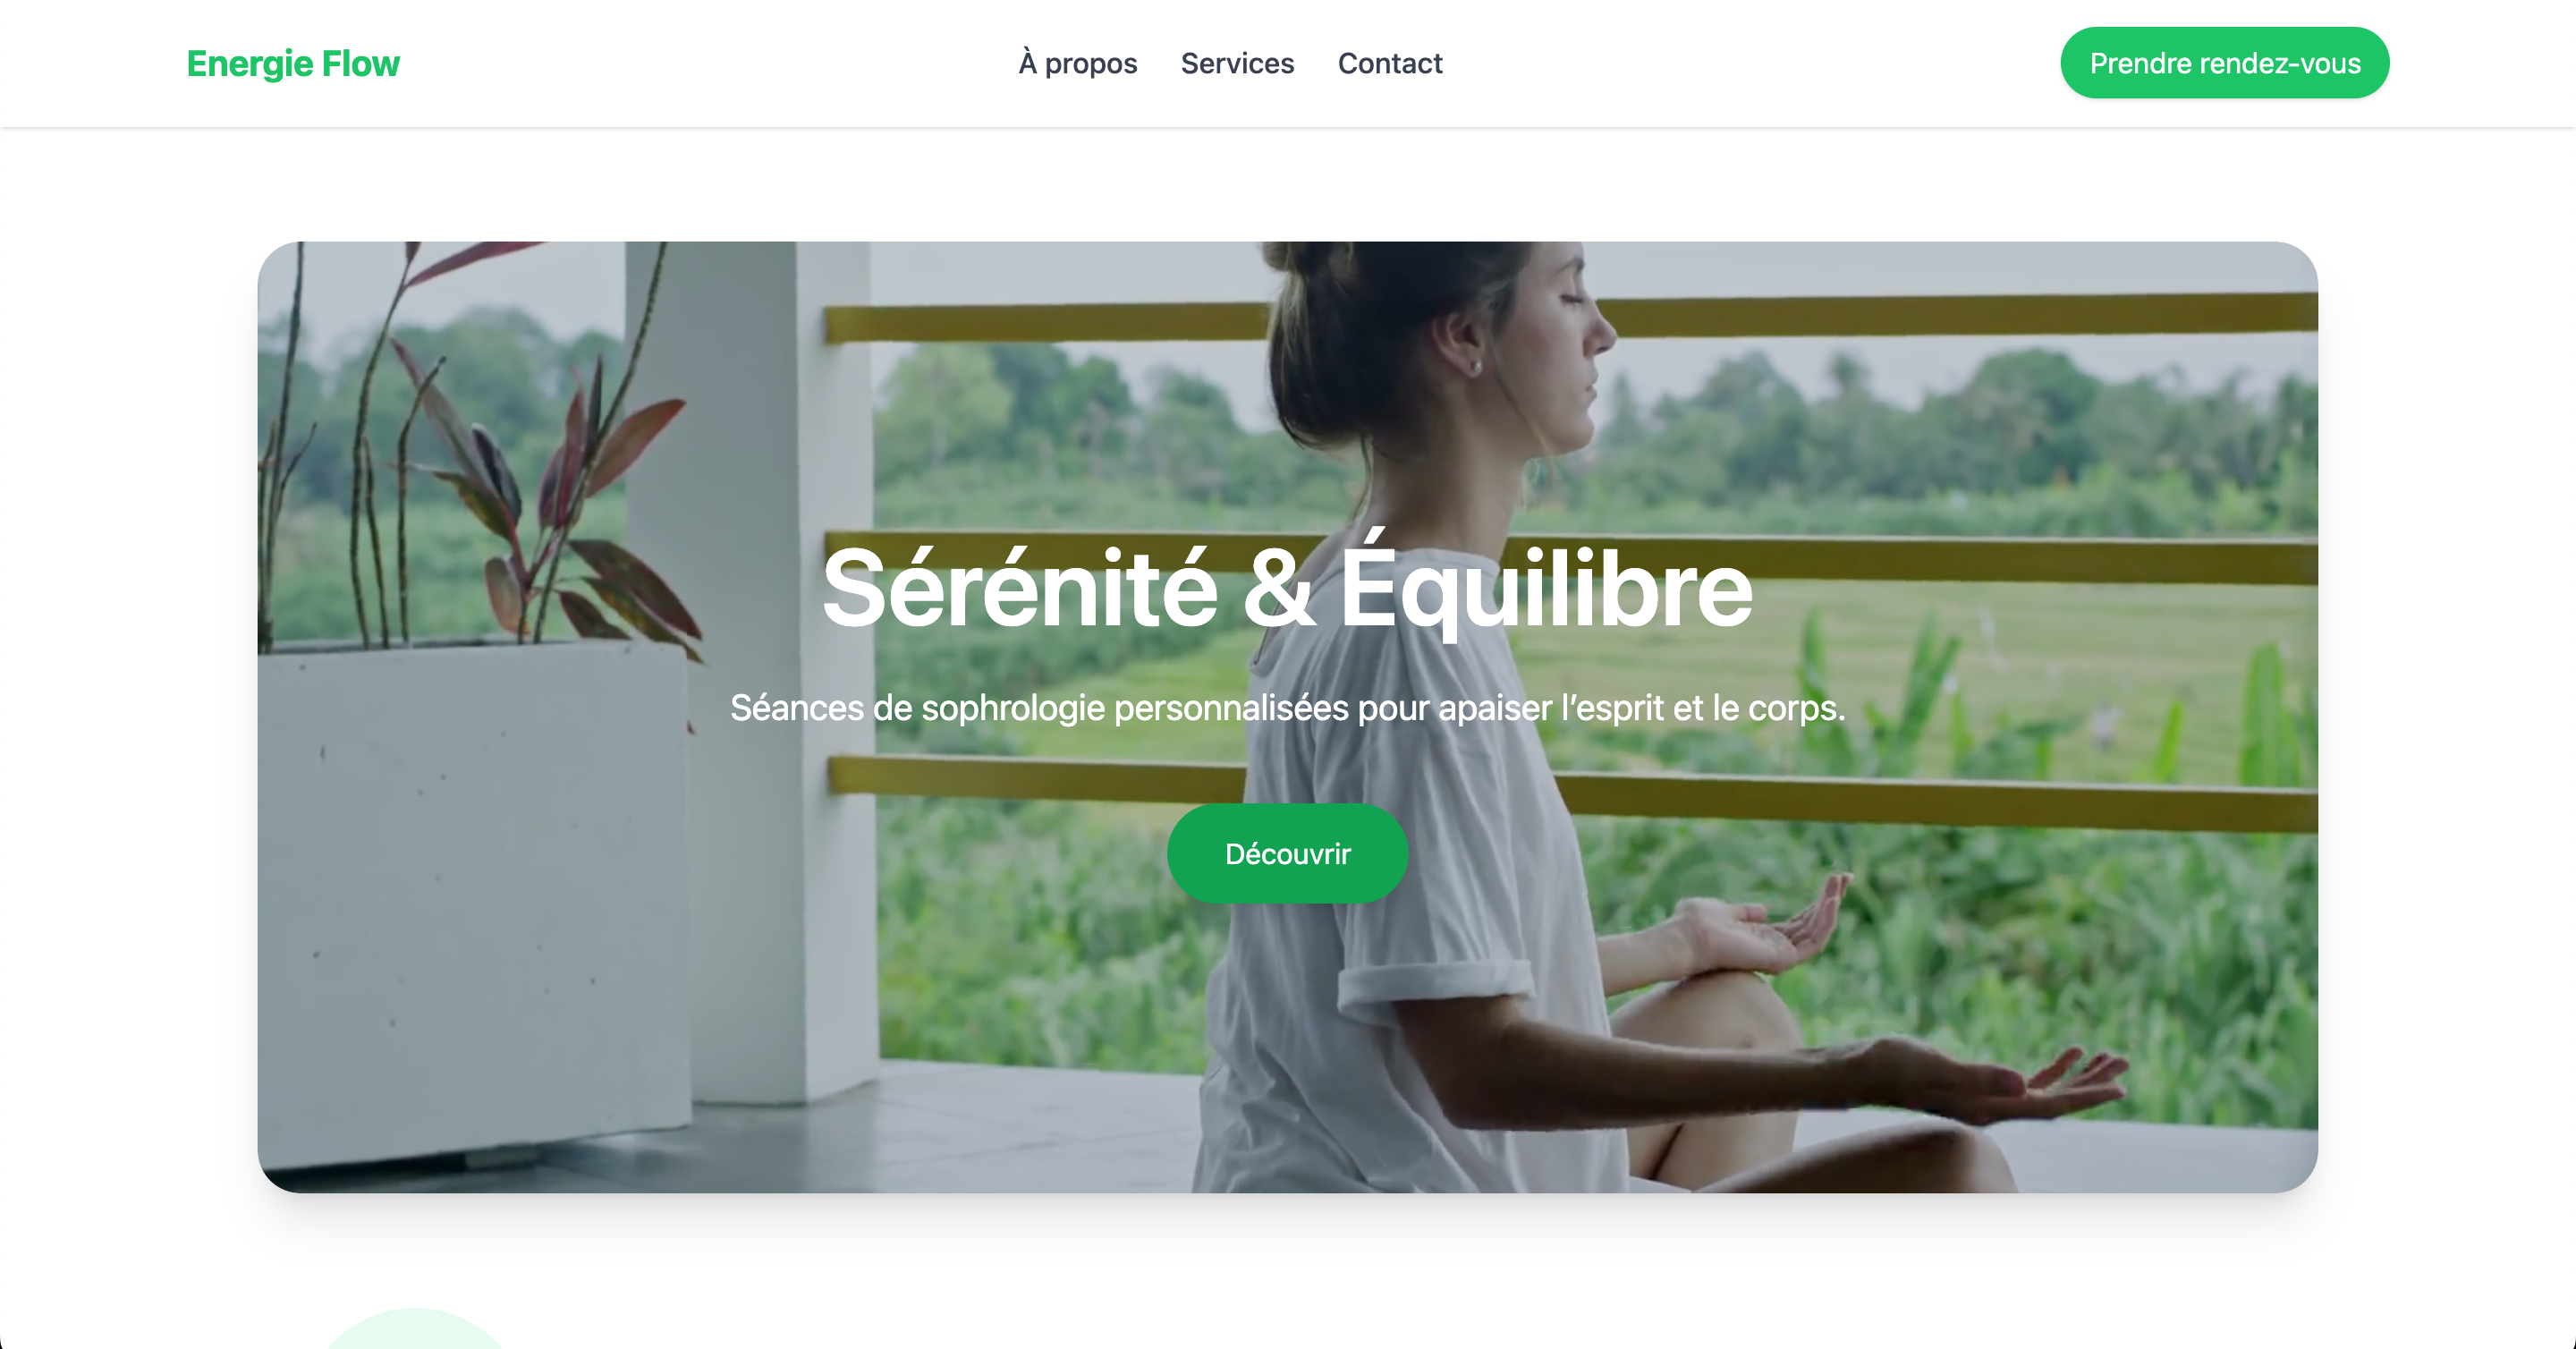 Energie Flow
À propos
Services
Contact
Prendre rendez-vous
Sérénité & Équilibre
Séances de sophrologie personnalisées pour apaiser l’esprit et le corps.
Découvrir